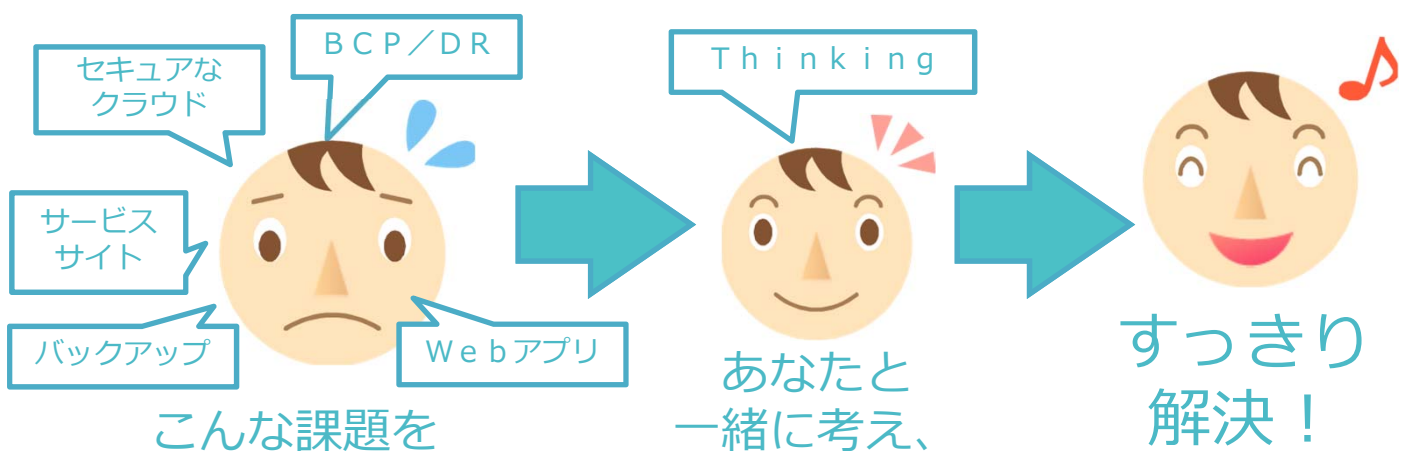 セキュアな
クラウド
ＢＣＰ／ＤＲ
サービス
サイト
バックアップ
Ｗｅｂアプリ
こんな課題を
Ｔｈｉｎｋｉｎｇ
あなたと
一緒に考え、
すっきり
解決！